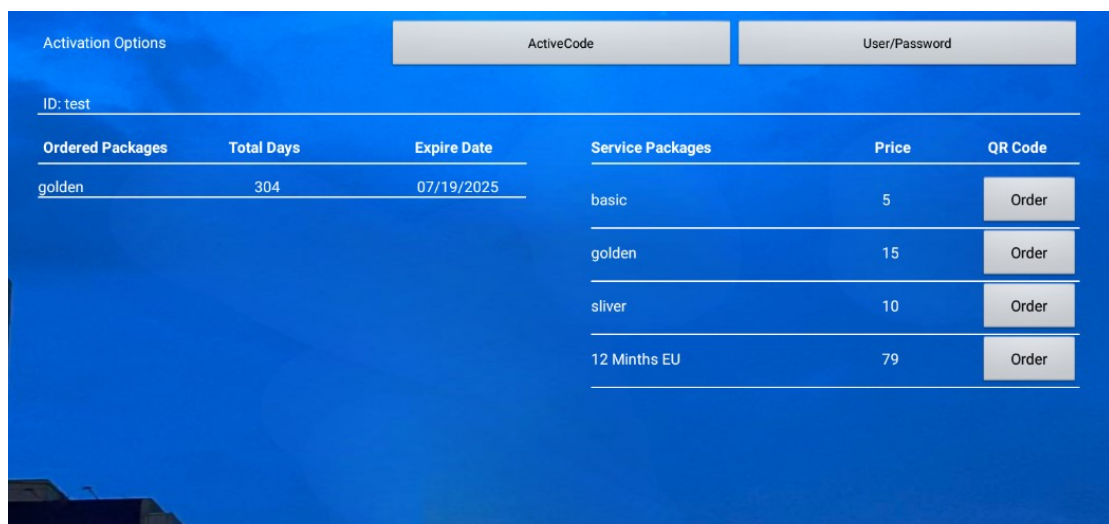 Activation Options ActiveCode User/Password
ID: test
Ordered Packages Total Days Expire Date
golden 304 07/19/2025
Service Packages Price QR Code
basic 5 Order
golden 15 Order
sliver 10 Order
12 Minths EU 79 Order